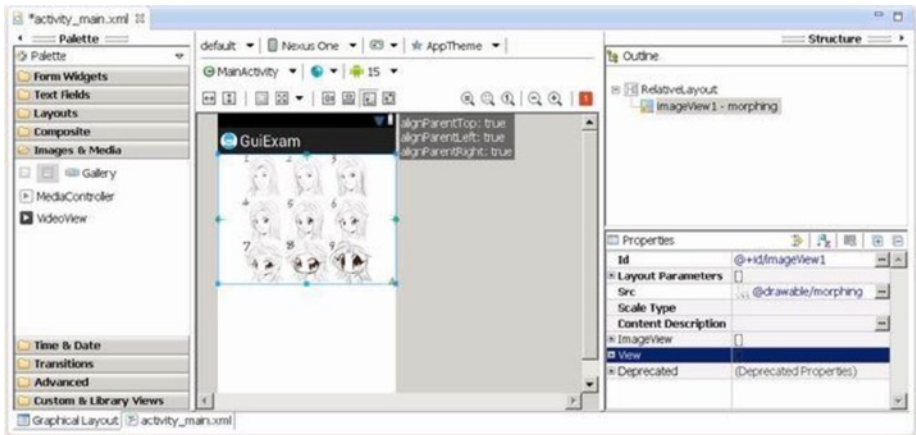 *activity_main.xml
Palette
Palette
Form Widgets
Text Fields
Layouts
Composite
Images & Media
Gallery
MediaController
VideoView
Time & Date
Transitions
Advanced
Custom & Library Views
default
Nexus One
AppTheme
MainActivity
15
GuiExam
1 2 3
4 5 6
7 8 9
alignParentTop: true
alignParentLeft: true
alignParentRight: true
Structure
Outline
RelativeLayout
imageView1 - morphing
Properties
Id @+id/imageView1
Layout Parameters []
Src @drawable/morphing
Scale Type
Content Description
ImageView []
View
Deprecated (Deprecated Properties)
Graphical Layout activity_main.xml